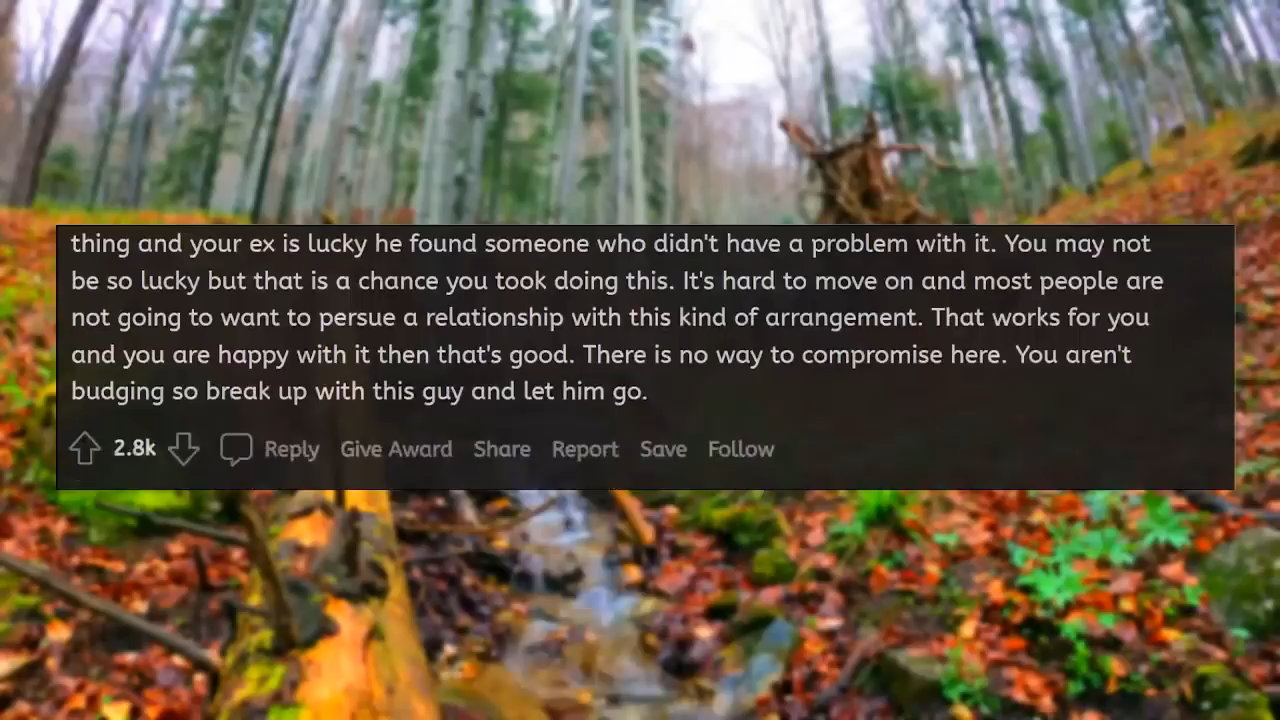 thing and your ex is lucky he found someone who didn't have a problem with it. You may not
be so lucky but that is a chance you took doing this. It's hard to move on and most people are
not going to want to persue a relationship with this kind of arrangement. That works for you
and you are happy with it then that's good. There is no way to compromise here. You aren't
budging so break up with this guy and let him go.
2.8k Reply Give Award Share Report Save Follow